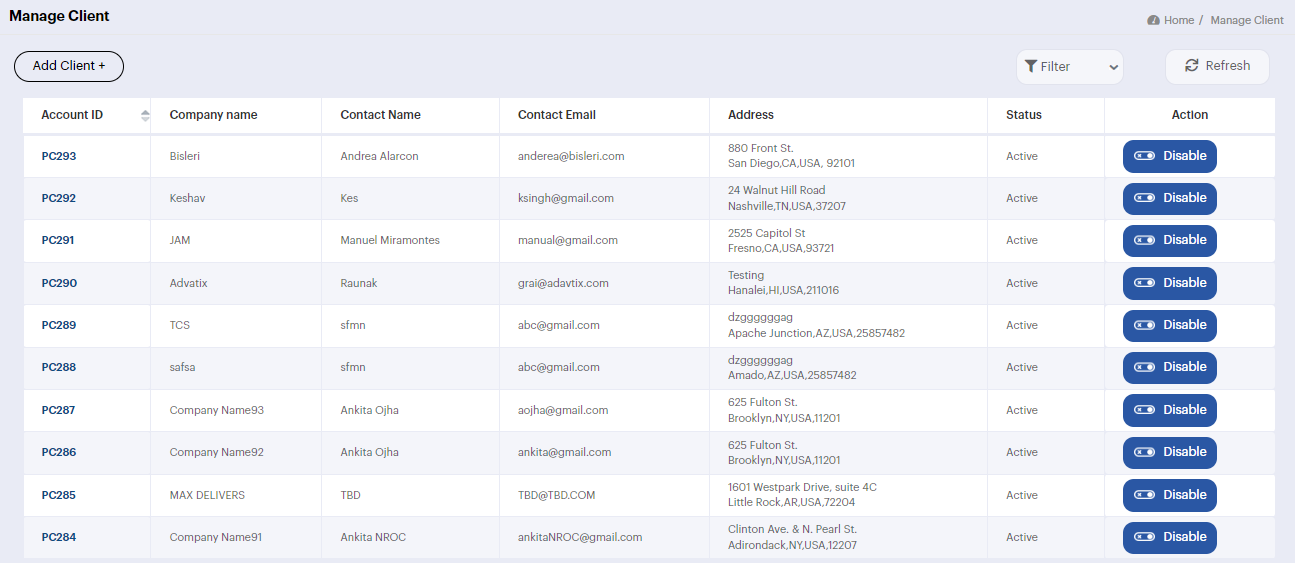 Manage Client
Home / Manage Client
Add Client +
Filter
Refresh
Account ID Company name Contact Name Contact Email Address Status Action
PC293 Bisleri Andrea Alarcon anderea@bisleri.com 880 Front St. Active Disable
San Diego,CA,USA, 92101
PC292 Keshav Kes ksingh@gmail.com 24 Walnut Hill Road Active Disable
Nashville,TN,USA,37207
PC291 JAM Manuel Miramontes manual@gmail.com 2525 Capitol St Active Disable
Fresno,CA,USA,93721
PC290 Advatix Raunak grai@adavtix.com Testing Active Disable
Hanalei,HI,USA,211016
PC289 TCS sfmn abc@gmail.com dzggggggag Active Disable
Apache Junction,AZ,USA,25857482
PC288 safsa sfmn abc@gmail.com dzggggggag Active Disable
Amado,AZ,USA,25857482
PC287 Company Name93 Ankita Ojha aojha@gmail.com 625 Fulton St. Active Disable
Brooklyn,NY,USA,11201
PC286 Company Name92 Ankita Ojha ankita@gmail.com 625 Fulton St. Active Disable
Brooklyn,NY,USA,11201
PC285 MAX DELIVERS TBD TBD@TBD.COM 1601 Westpark Drive, suite 4C Active Disable
Little Rock,AR,USA,72204
PC284 Company Name91 Ankita NROC ankitaNROC@gmail.com Clinton Ave. & N. Pearl St. Active Disable
Adirondack,NY,USA,12207